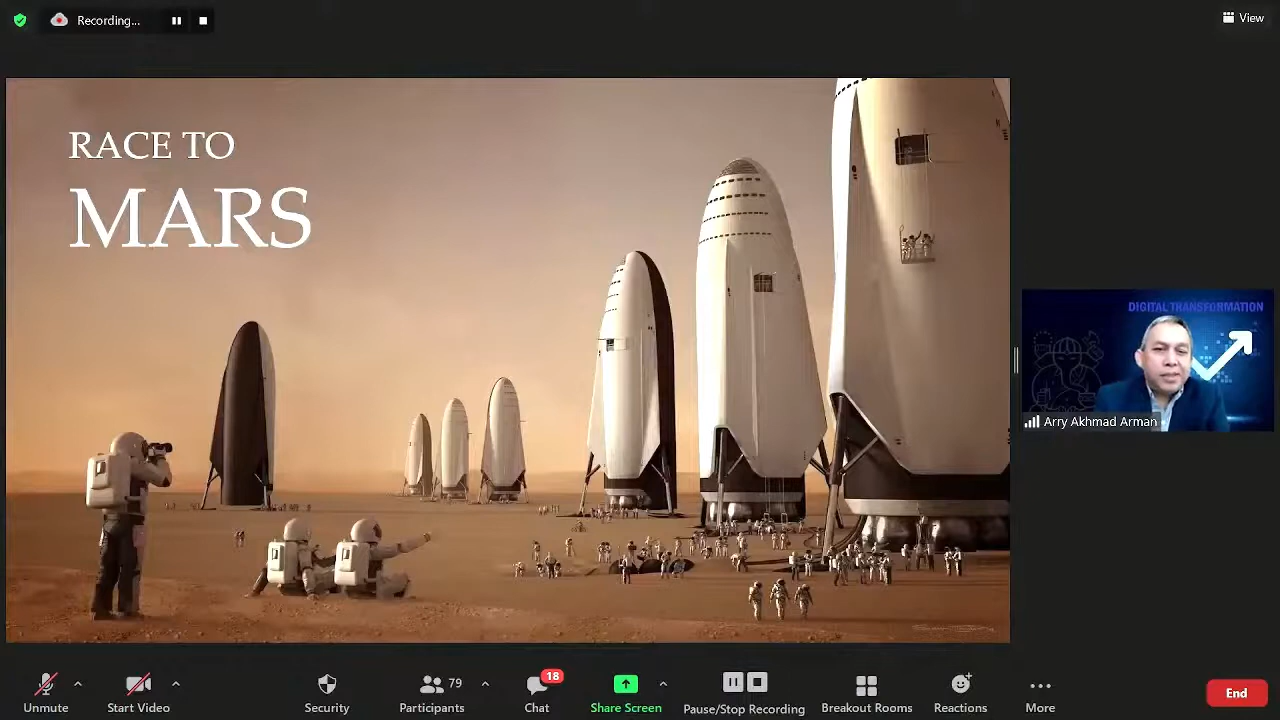 Recording...
View
RACE TO
MARS
DIGITAL TRANSFORMATION
Arry Akhmad Arman
Unmute
Start Video
Security
79
Participants
18
Chat
Share Screen
Pause/Stop Recording
Breakout Rooms
Reactions
More
End